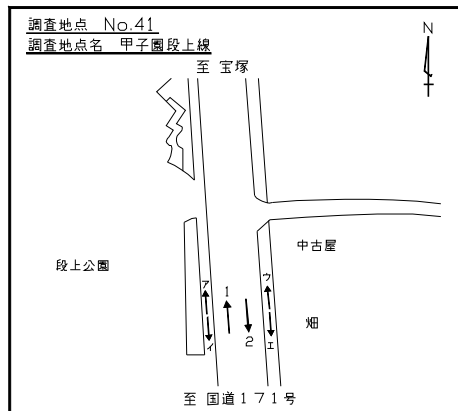 調査地点 No.41
調査地点名 甲子園段上線
N
至 宝塚
中古屋
段上公園
ア
1
ウ
畑
イ
2
エ
至 国道171号